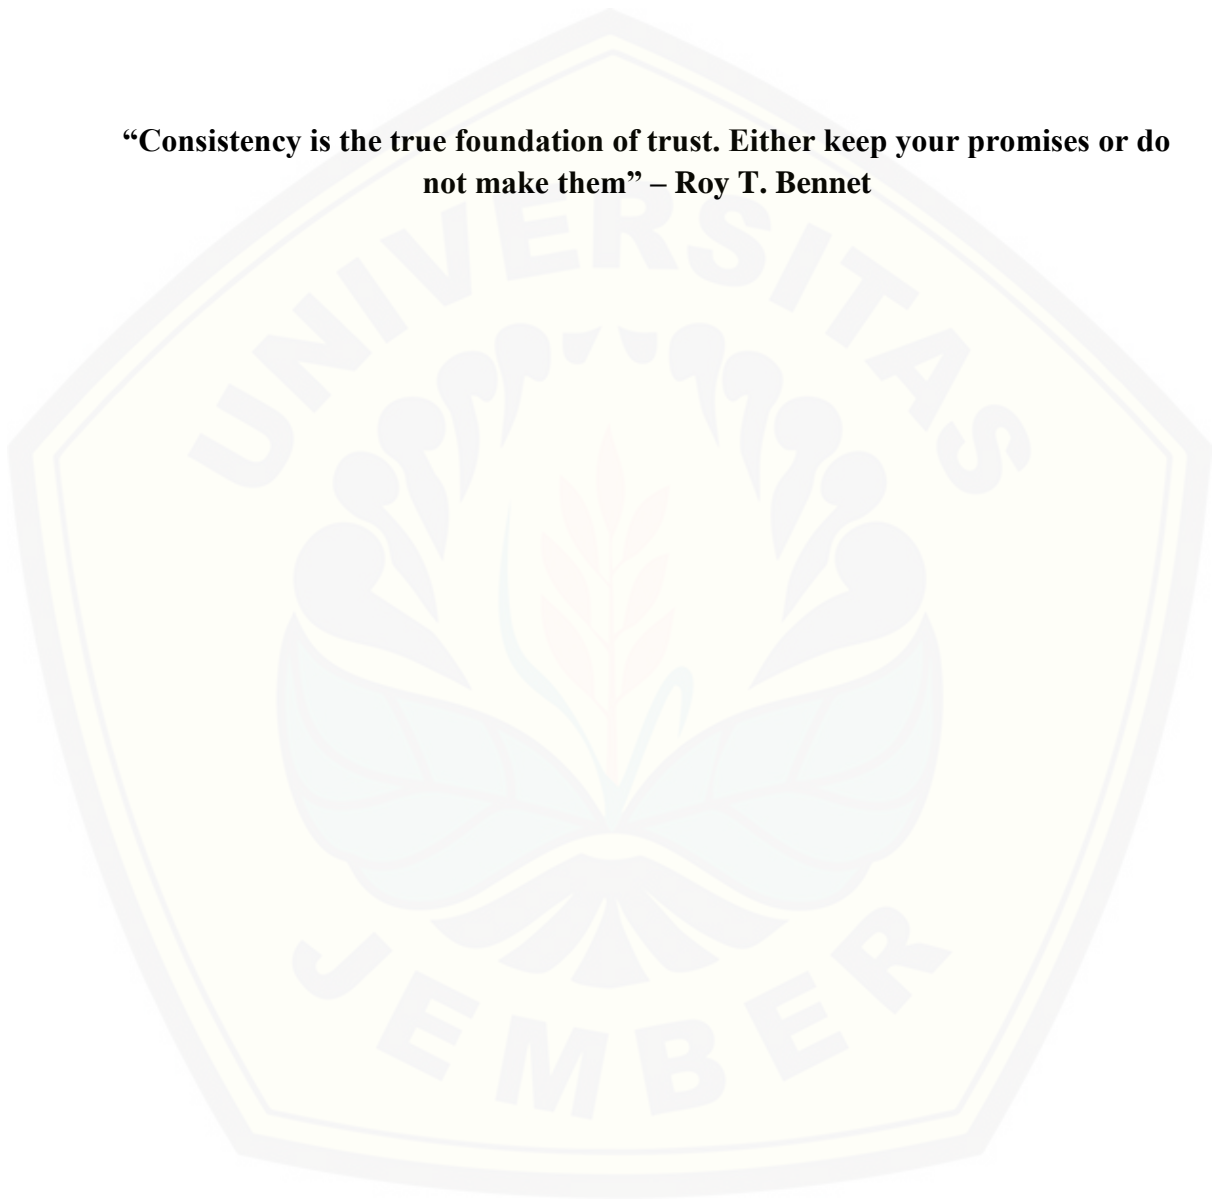 “Consistency is the true foundation of trust. Either keep your promises or do
not make them” – Roy T. Bennet
UNIVERSITAS
JEMBER